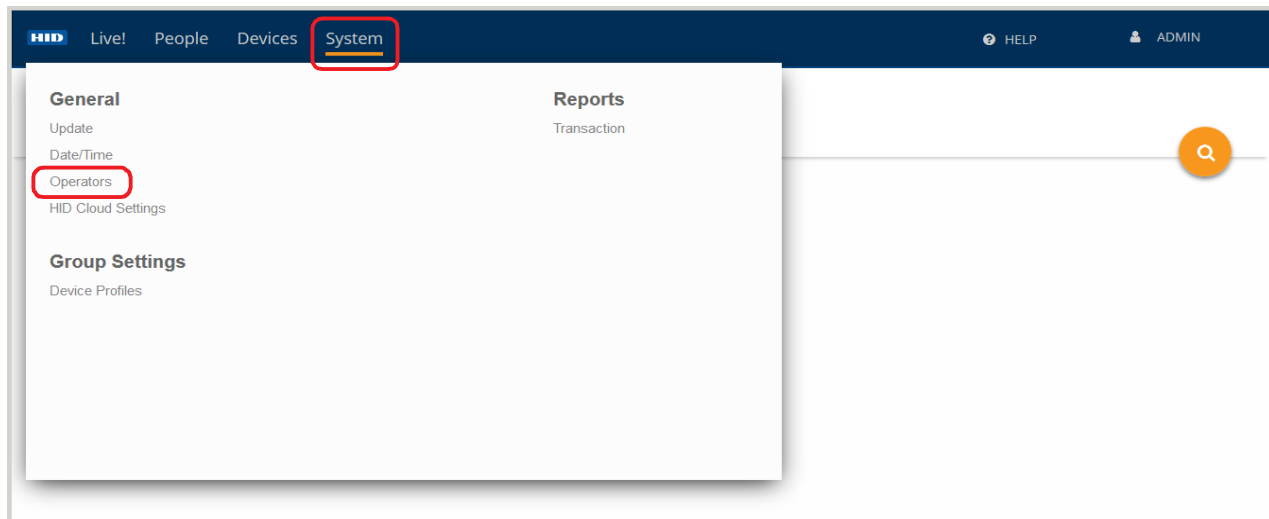 HID Live! People Devices System HELP ADMIN
General
Update
Date/Time
Operators
HID Cloud Settings
Group Settings
Device Profiles
Reports
Transaction